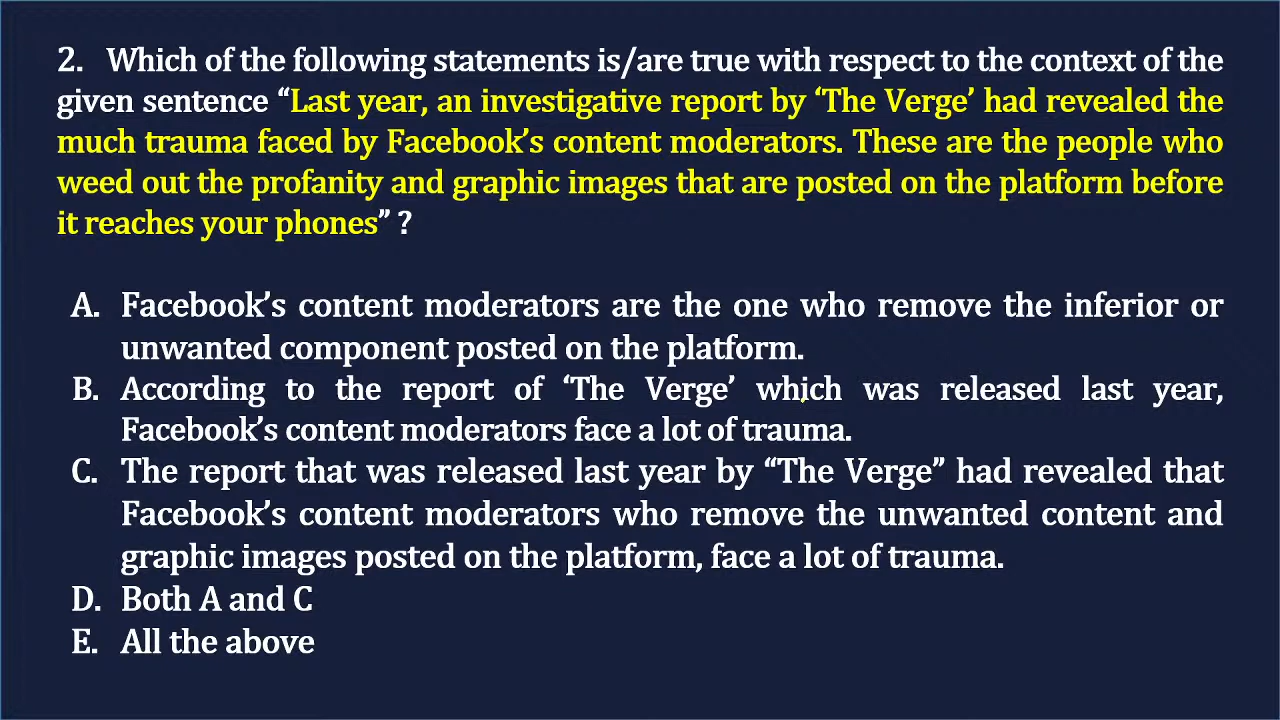 2. Which of the following statements is/are true with respect to the context of the
given sentence “Last year, an investigative report by ‘The Verge’ had revealed the
much trauma faced by Facebook’s content moderators. These are the people who
weed out the profanity and graphic images that are posted on the platform before
it reaches your phones” ?
A. Facebook’s content moderators are the one who remove the inferior or
unwanted component posted on the platform.
B. According to the report of ‘The Verge’ which was released last year,
Facebook’s content moderators face a lot of trauma.
C. The report that was released last year by “The Verge” had revealed that
Facebook’s content moderators who remove the unwanted content and
graphic images posted on the platform, face a lot of trauma.
D. Both A and C
E. All the above